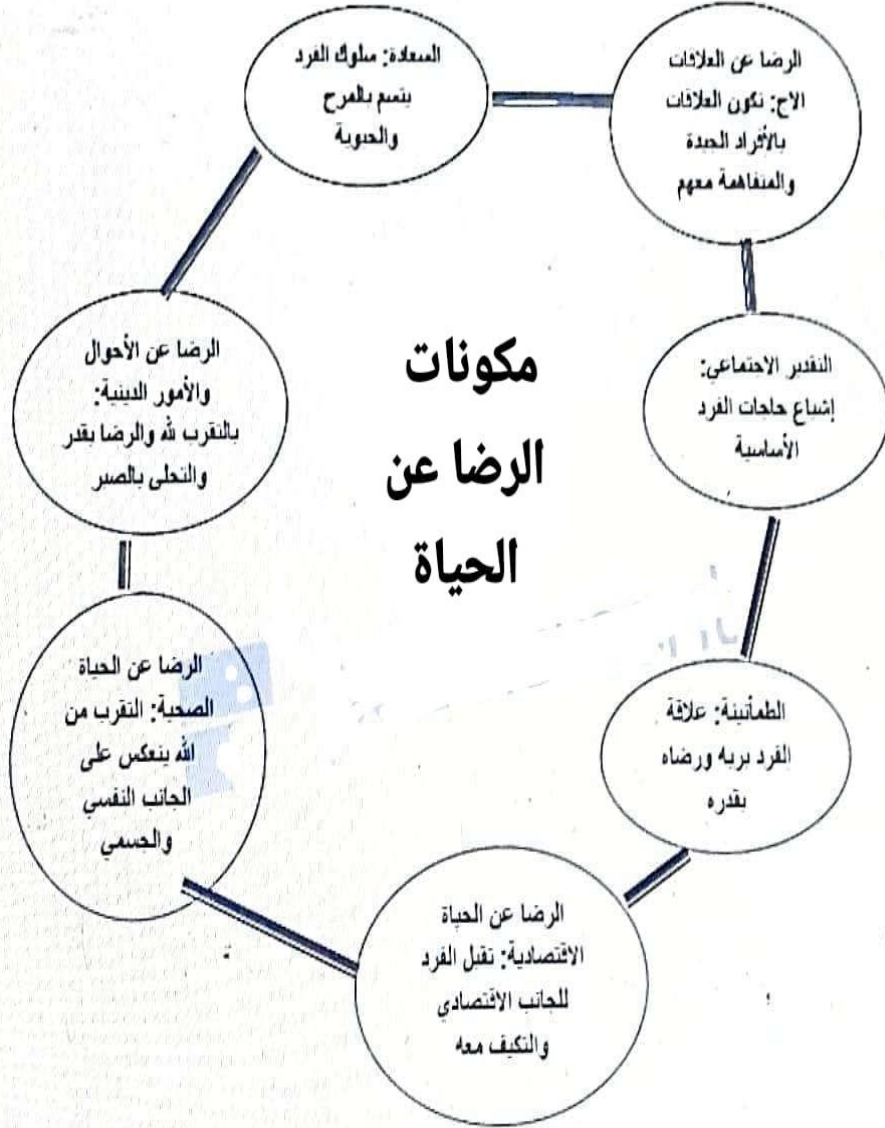 السعادة: سلوك الفرد
يتسم بالمرح
والحيوية
الرضا عن العلاقات
الاج: تكون العلاقات
بالأفراد الجيدة
والمتفاهمة معهم
التقدير الاجتماعي:
إشباع حاجات الفرد
الأساسية
الطمأنينة: علاقة
الفرد بربه ورضاه
بقدره
الرضا عن الحياة
الاقتصادية: تقبل الفرد
للجانب الاقتصادي
والتكيف معه
الرضا عن الحياة
الصحية: التقرب من
الله ينعكس على
الجانب النفسي
والجسمي
الرضا عن الأحوال
والأمور الدينية:
بالتقرب لله والرضا بقدر
والتحلى بالصبر
مكونات
الرضا عن
الحياة